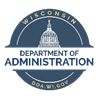 WISCONSIN
DEPARTMENT OF
ADMINISTRATION
DOA.WI.GOV